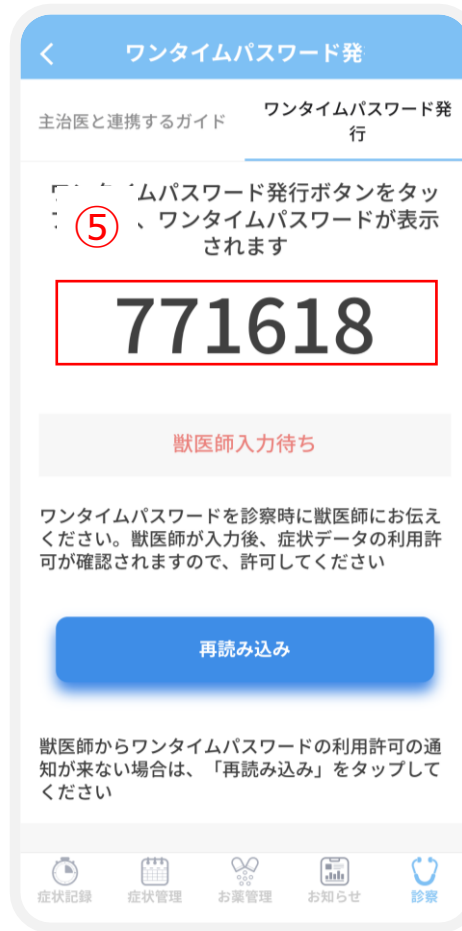 ワンタイムパスワード発
主治医と連携するガイド
ワンタイムパスワード発
行
ムパスワード発行ボタンをタッ
⑤
、ワンタイムパスワードが表示
されます
771618
獣医師入力待ち
ワンタイムパスワードを診察時に獣医師にお伝え
ください。獣医師が入力後、症状データの利用許
可が確認されますので、許可してください
再読み込み
獣医師からワンタイムパスワードの利用許可の通
知が来ない場合は、「再読み込み」をタップして
ください
症状記録
症状管理
お薬管理
お知らせ
診察